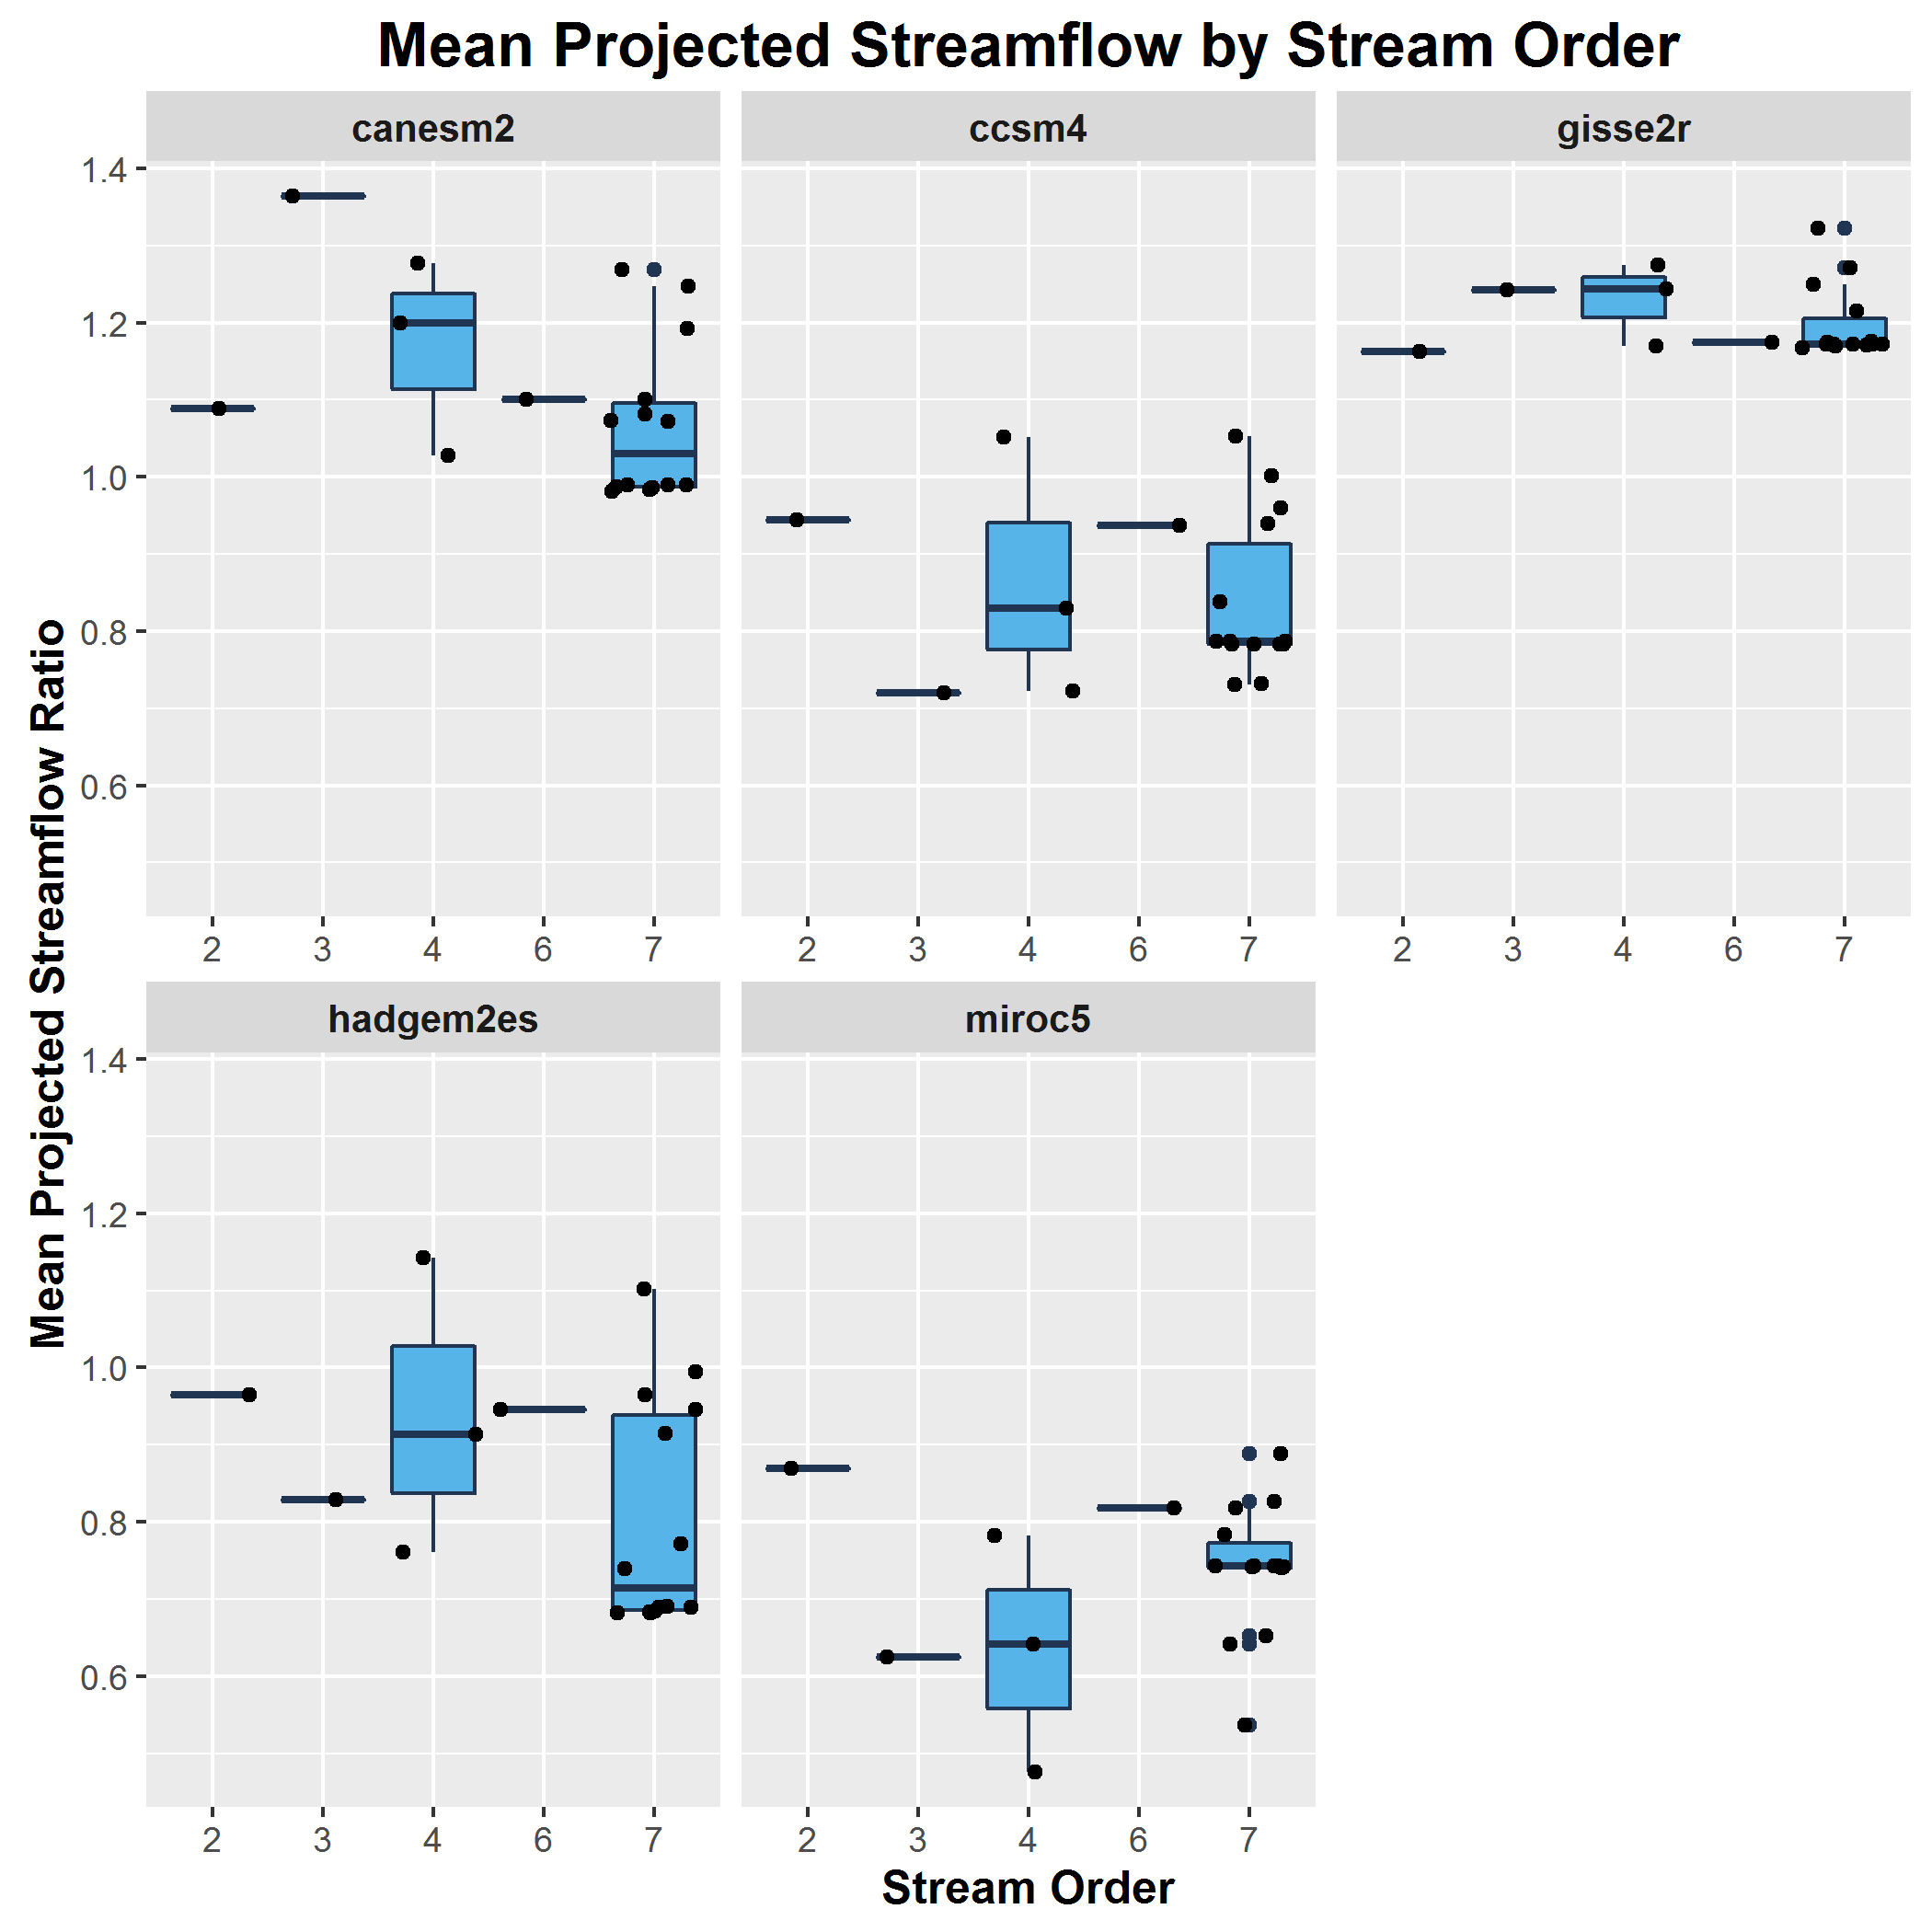 Mean Projected Streamflow by Stream Order
canesm2
ccsm4
gisse2r
Mean Projected Streamflow Ratio
1.4
1.2
1.0
0.8
0.6
2 3 4 6 7
2 3 4 6 7
2 3 4 6 7
hadgem2es
miroc5
1.4
1.2
1.0
0.8
0.6
2 3 4 6 7
2 3 4 6 7
Stream Order